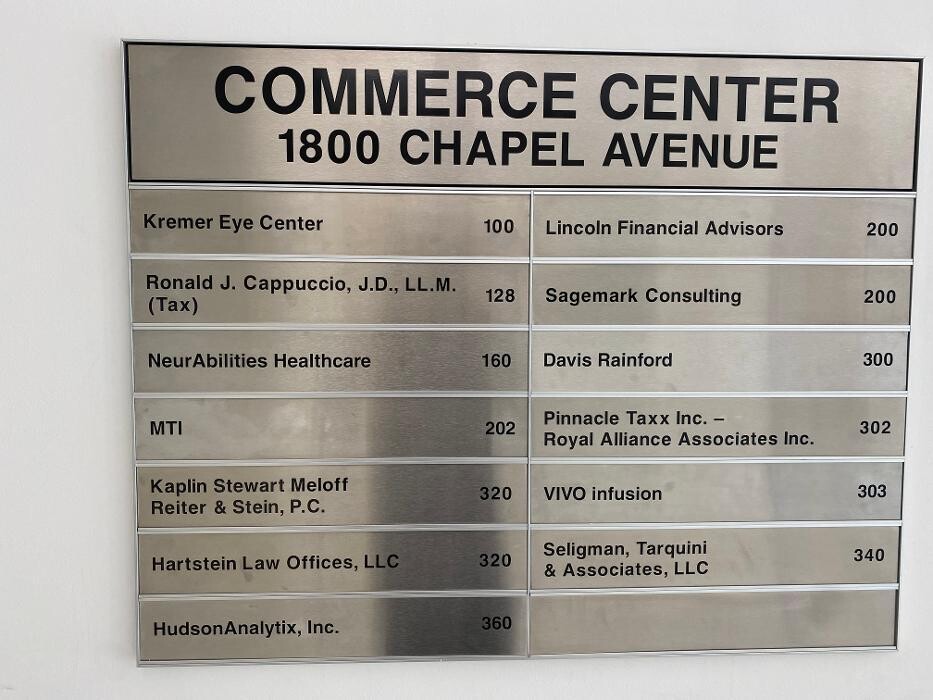 COMMERCE CENTER
1800 CHAPEL AVENUE
Kremer Eye Center 100
Ronald J. Cappuccio, J.D., LL.M.
(Tax) 128
NeurAbilities Healthcare 160
MTI 202
Kaplin Stewart Meloff
Reiter & Stein, P.C. 320
Hartstein Law Offices, LLC 320
HudsonAnalytix, Inc. 360
Lincoln Financial Advisors 200
Sagemark Consulting 200
Davis Rainford 300
Pinnacle Taxx Inc. –
Royal Alliance Associates Inc. 302
VIVO infusion 303
Seligman, Tarquini
& Associates, LLC 340